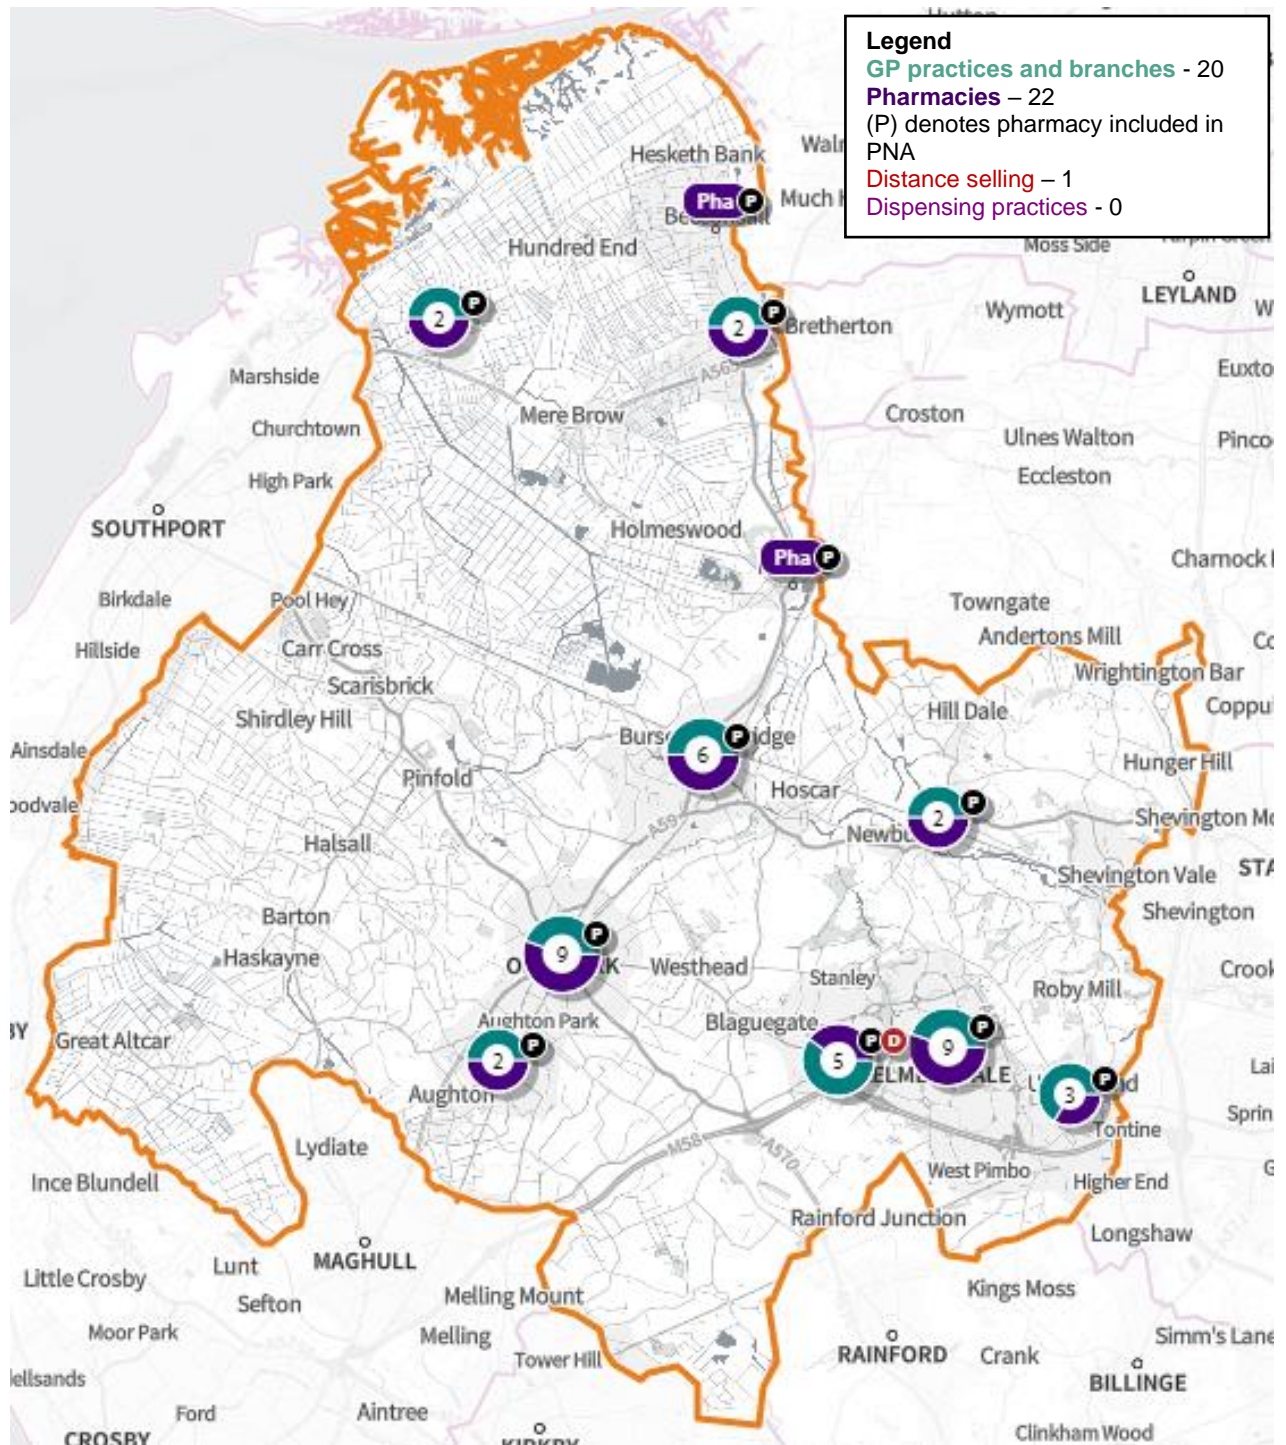 Legend
GP practices and branches - 20
Pharmacies – 22
(P) denotes pharmacy included in
PNA
Distance selling – 1
Dispensing practices - 0
Hesketh Bank
Pha P
Much
Hundred End
Moss Side
LEYLAND
Wymott
2 P
2 P
Bretherton
Marshside
Mere Brow
Croston
Churchtown
Ulnes Walton
Eccleston
High Park
SOUTHPORT
Holmeswood
Pha P
Birkdale
Pool Hey
Towngate
Andertons Mill
Hillside
Carr Cross
Wrightington Bar
Scarisbrick
Shirdley Hill
Hill Dale
Ainsdale
6 P
Hunger Hill
Pinfold
Hoscar
2 P
Halsall
A59
Shevington Vale
Barton
Shevington
9 P
Haskayne
Westhead
Stanley
Roby Mill
Great Altcar
Aughton Park
Blaguegate
5 P D
9 P
2 P
3 P
Aughton
Tontine
Lydiate
M58
A570
West Pimbo
Ince Blundell
Higher End
Rainford Junction
Longshaw
MAGHULL
Lunt
Little Crosby
Sefton
Melling Mount
Kings Moss
Moor Park
Melling
Simm's Lane
Tower Hill
RAINFORD
Crank
BILLINGE
Ford
Aintree
CROSBY
KIRKBY
Clinkham Wood